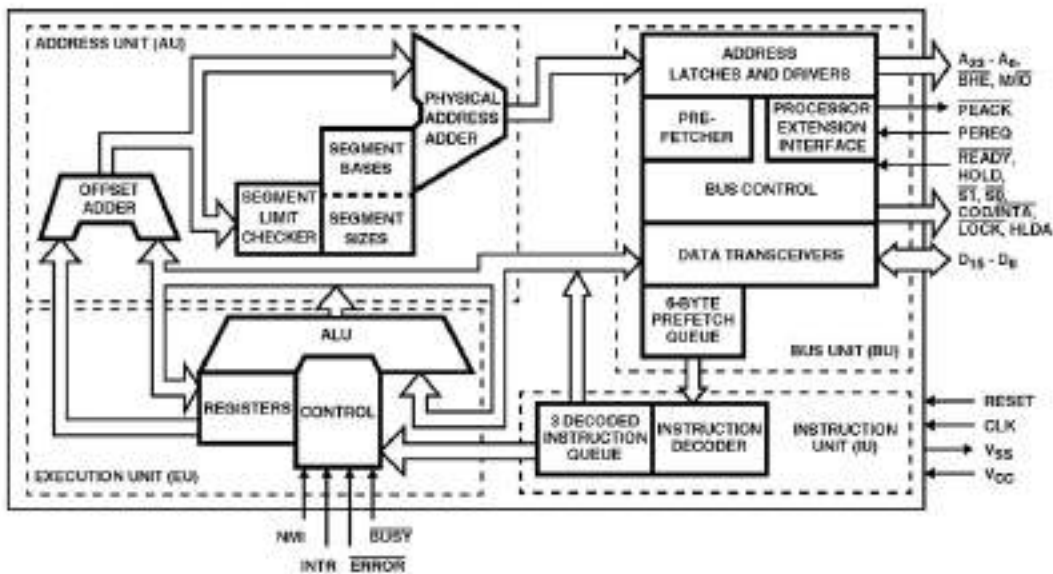 ADDRESS UNIT (AU)
OFFSET
ADDER
SEGMENT
LIMIT
CHECKER
SEGMENT
BASES
SEGMENT
SIZES
PHYSICAL
ADDRESS
ADDER
ADDRESS
LATCHES AND DRIVERS
PRE-
FETCHER
PROCESSOR
EXTENSION
INTERFACE
BUS CONTROL
DATA TRANSCEIVERS
6-BYTE
PREFETCH
QUEUE
BUS UNIT (BU)
A23 - A0,
BHE, M/IO
PEACK
PEREQ
READY,
HOLD,
S1, S0,
COD/INTA,
LOCK, HLDA
D15 - D0
ALU
REGISTERS
CONTROL
EXECUTION UNIT (EU)
3 DECODED
INSTRUCTION
QUEUE
INSTRUCTION
DECODER
INSTRUCTION
UNIT (IU)
RESET
CLK
VSS
VCC
NMI
BUSY
INTR
ERROR